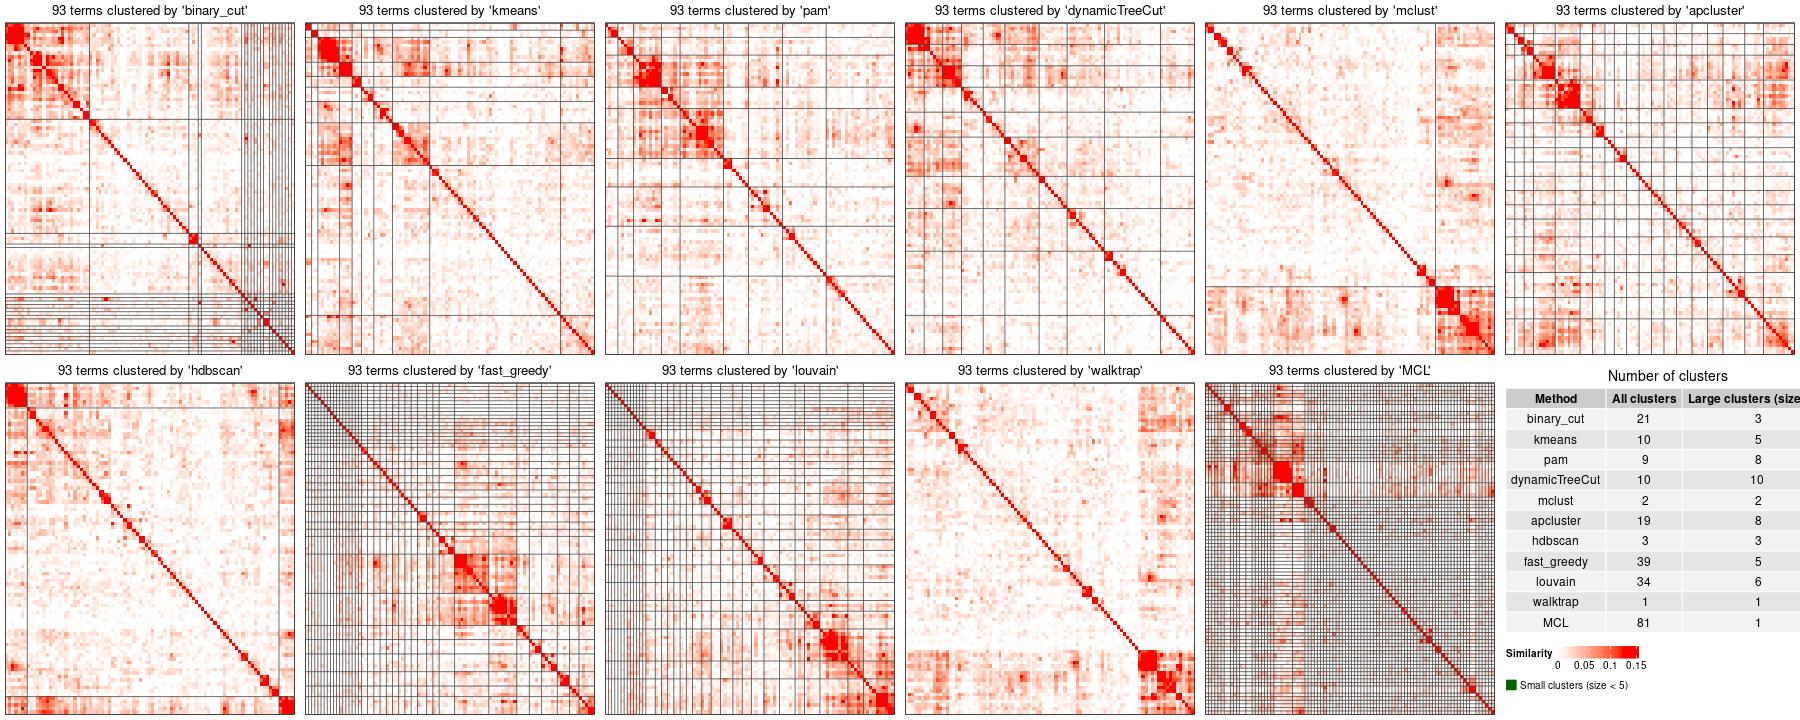 93 terms clustered by 'binary_cut'
93 terms clustered by 'kmeans'
93 terms clustered by 'pam'
93 terms clustered by 'dynamicTreeCut'
93 terms clustered by 'mclust'
93 terms clustered by 'apcluster'
93 terms clustered by 'hdbscan'
93 terms clustered by 'fast_greedy'
93 terms clustered by 'louvain'
93 terms clustered by 'walktrap'
93 terms clustered by 'MCL'
Number of clusters
Method All clusters Large clusters (size
binary_cut 21 3
kmeans 10 5
pam 9 8
dynamicTreeCut 10 10
mclust 2 2
apcluster 19 8
hdbscan 3 3
fast_greedy 39 5
louvain 34 6
walktrap 1 1
MCL 81 1
Similarity
0 0.05 0.1 0.15
Small clusters (size < 5)